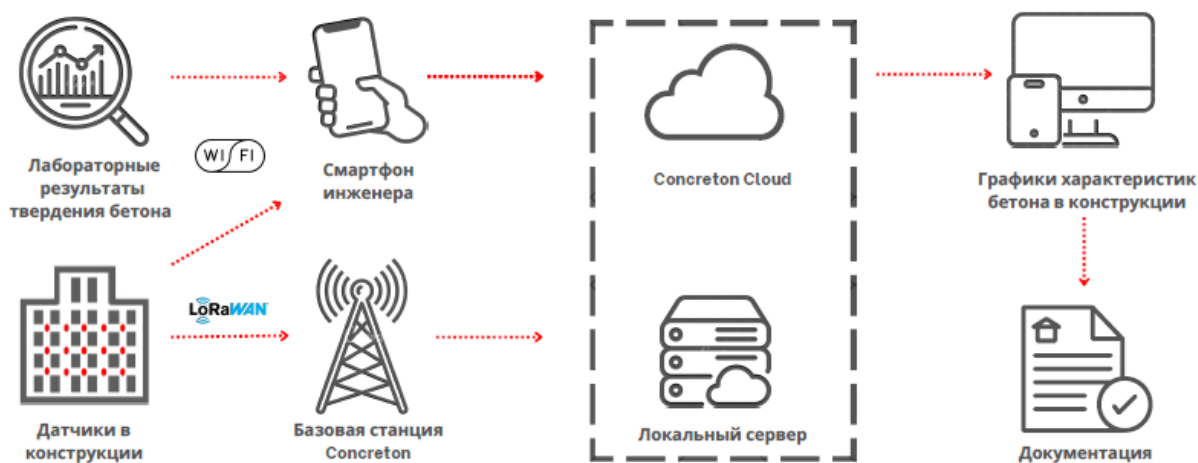 Лабораторные
результаты
твердения бетона
WI FI
Смартфон
инженера
Concreton Cloud
Графики характеристик
бетона в конструкции
Датчики в
конструкции
LoRaWAN
Базовая станция
Concreton
Локальный сервер
Документация